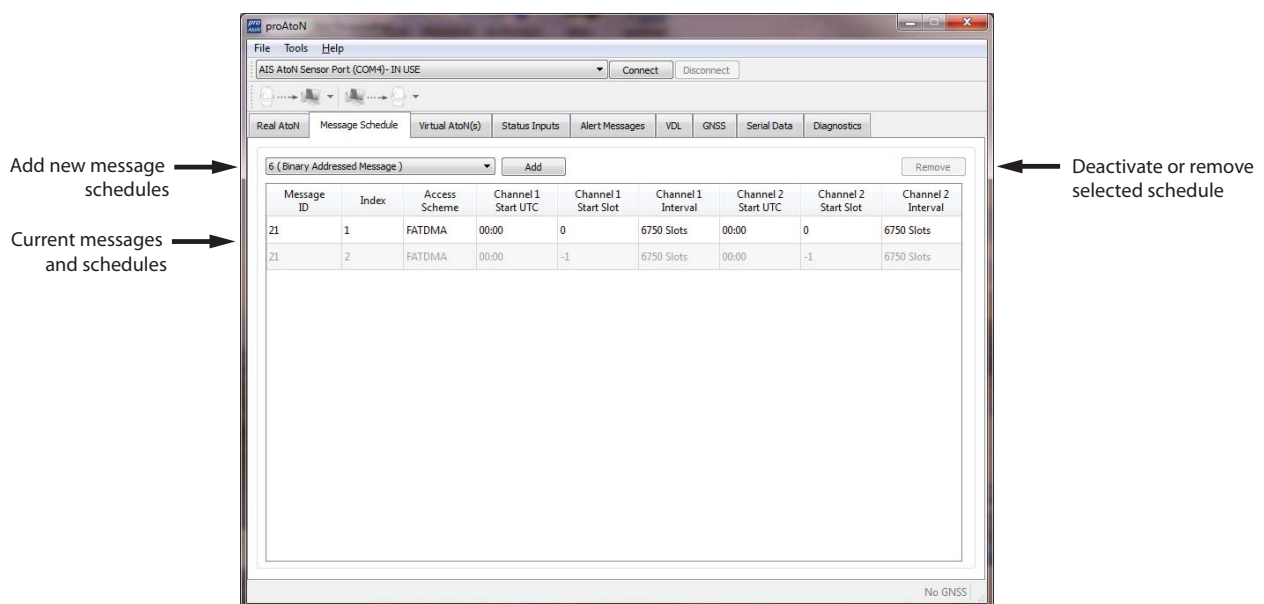 pro
AtoN
proAtoN
File Tools Help
AIS AtoN Sensor Port (COM4)- IN USE Connect Disconnect
Real AtoN Message Schedule Virtual AtoN(s) Status Inputs Alert Messages VDL GNSS Serial Data Diagnostics
Add new message
schedules
6 ( Binary Addressed Message ) Add Remove
Deactivate or remove
selected schedule
Message ID Index Access Scheme Channel 1 Start UTC Channel 1 Start Slot Channel 1 Interval Channel 2 Start UTC Channel 2 Start Slot Channel 2 Interval
Current messages
and schedules
21 1 FATDMA 00:00 0 6750 Slots 00:00 0 6750 Slots
21 2 FATDMA 00:00 -1 6750 Slots 00:00 -1 6750 Slots
No GNSS